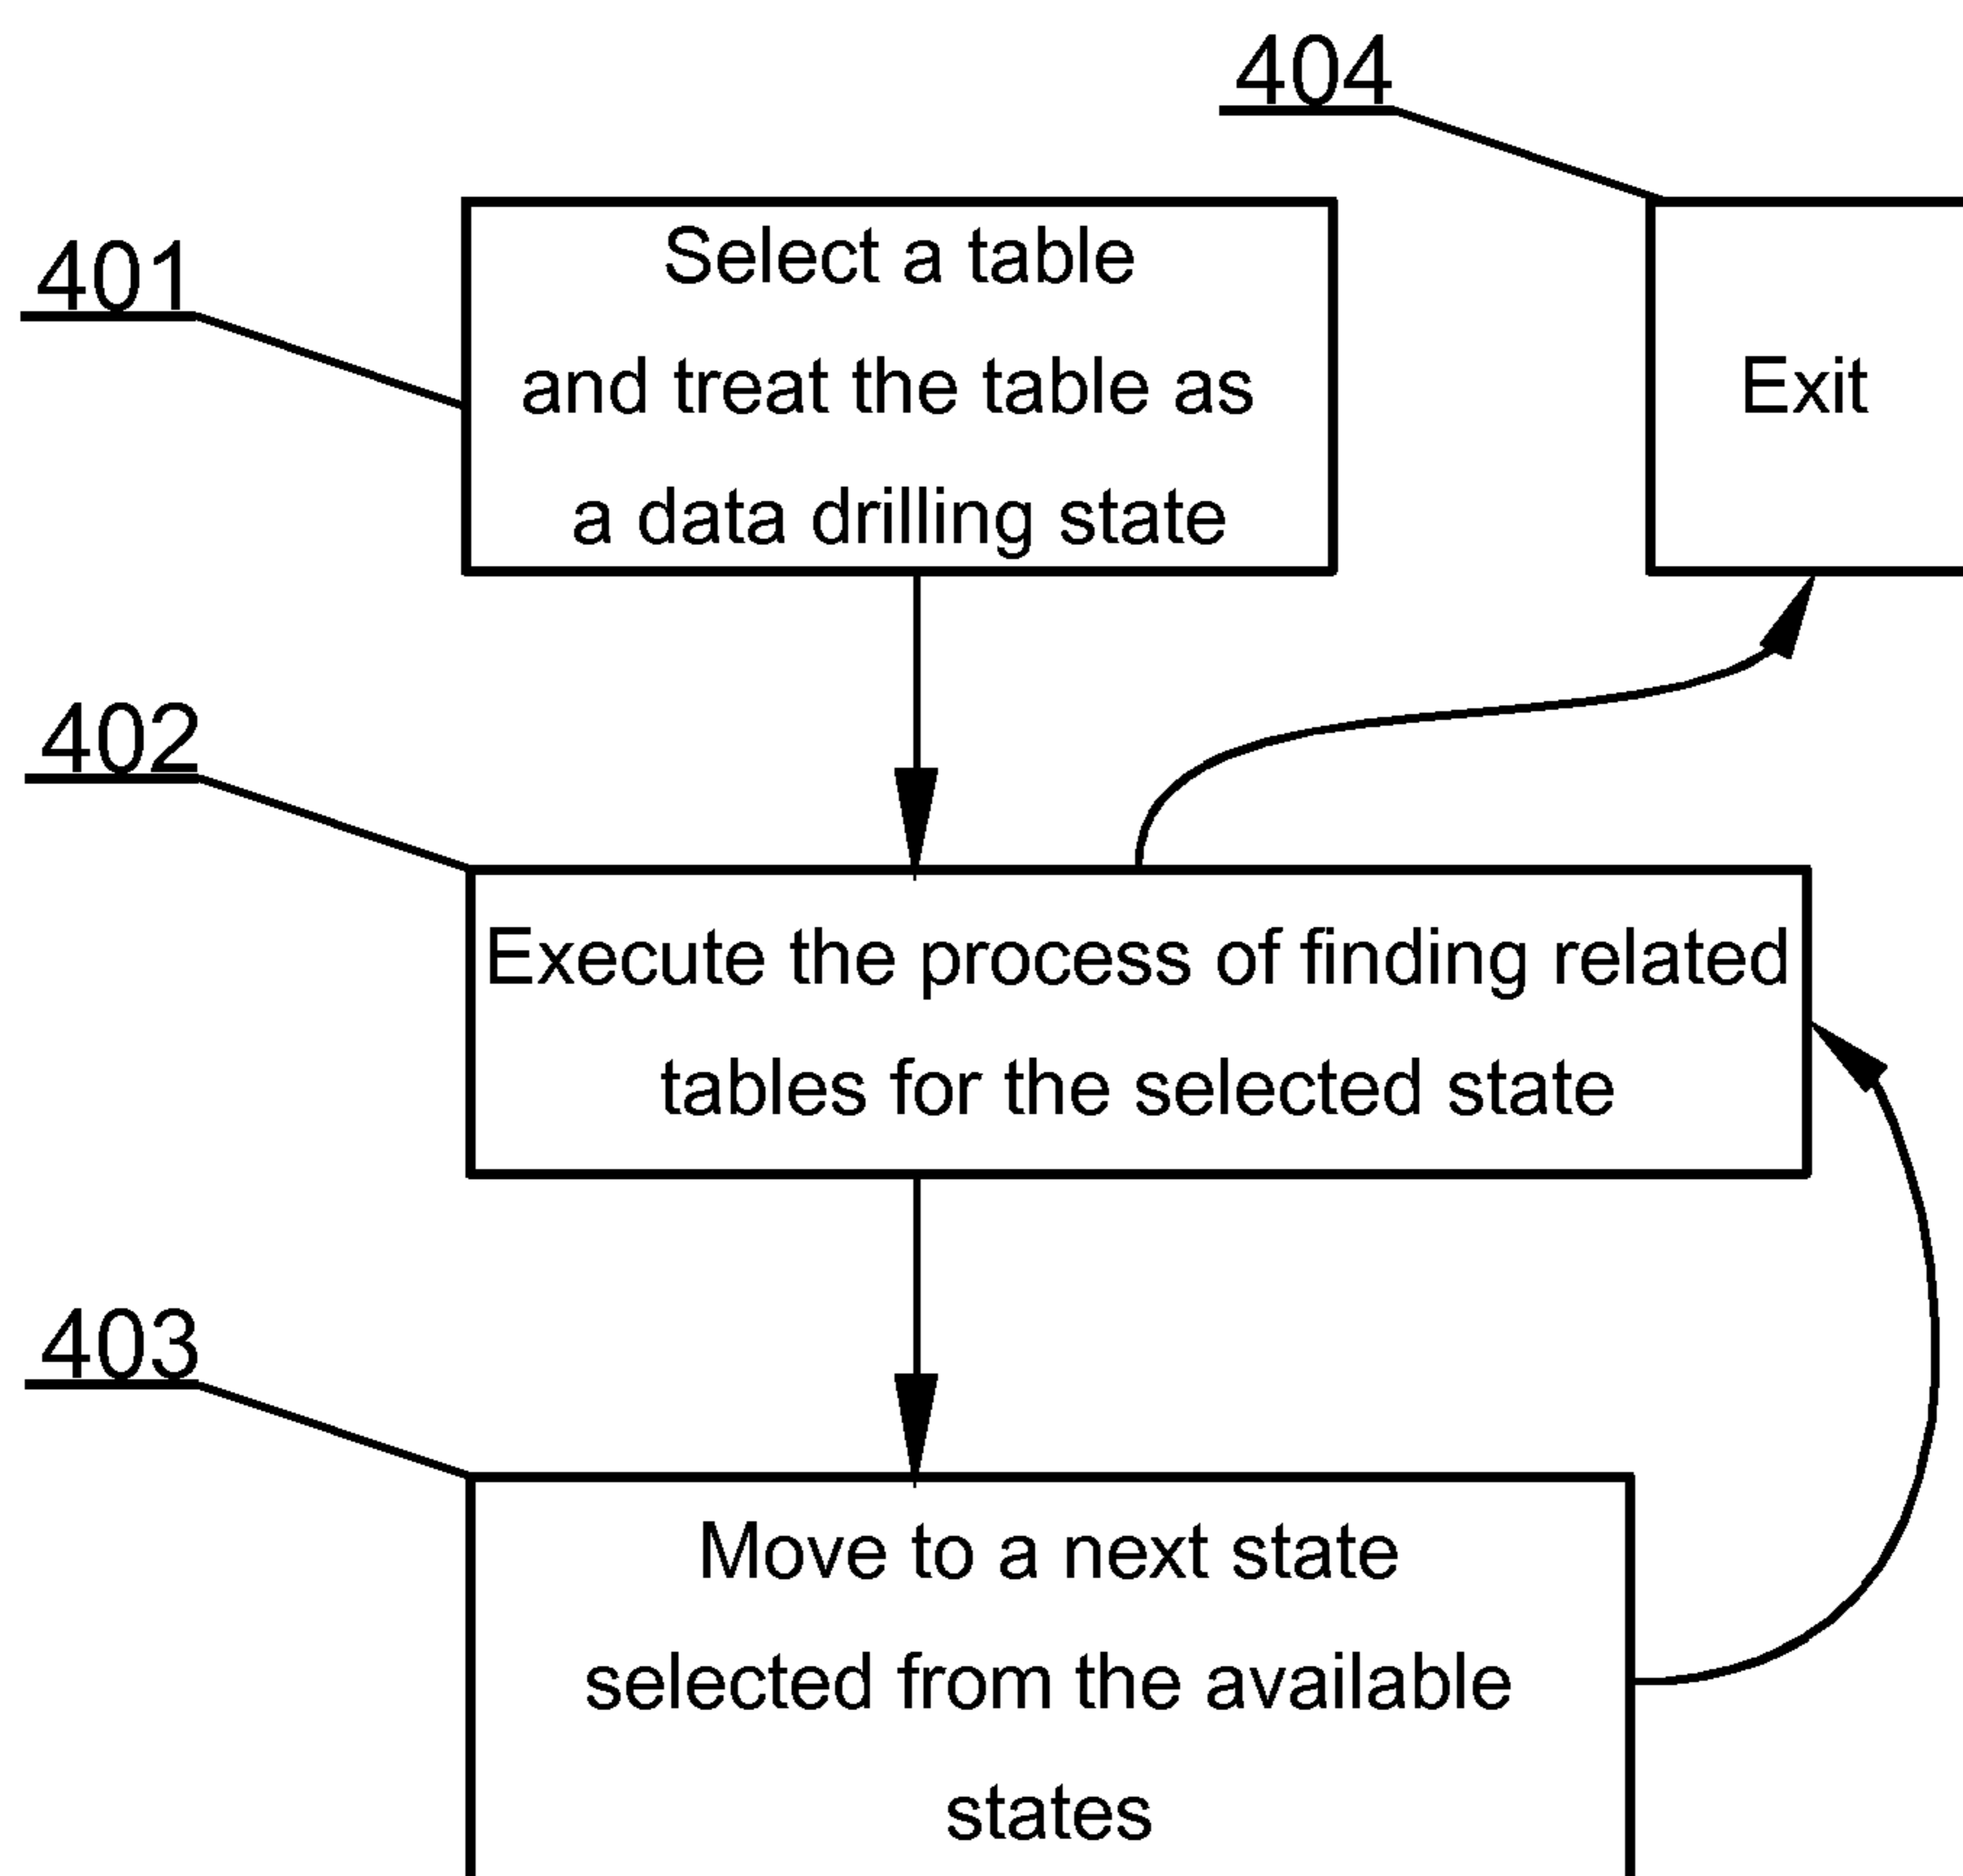 404
401
Select a table
and treat the table as
a data drilling state
Exit
402
Execute the process of finding related
tables for the selected state
403
Move to a next state
selected from the available
states